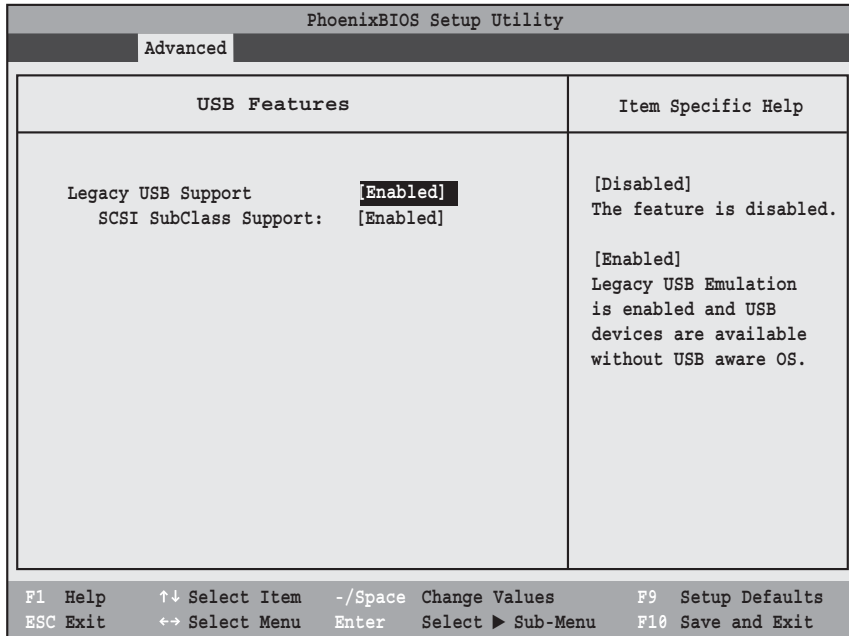 PhoenixBIOS Setup Utility
Advanced
USB Features
Item Specific Help
Legacy USB Support [Enabled]
SCSI SubClass Support: [Enabled]
[Disabled]
The feature is disabled.
[Enabled]
Legacy USB Emulation
is enabled and USB
devices are available
without USB aware OS.
F1 Help ↑↓ Select Item -/Space Change Values F9 Setup Defaults
ESC Exit ←→ Select Menu Enter Select ▶ Sub-Menu F10 Save and Exit